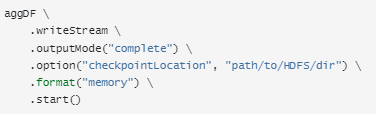 aggDF \
.writeStream \
.outputMode("complete") \
.option("checkpointLocation", "path/to/HDFS/dir") \
.format("memory") \
.start()